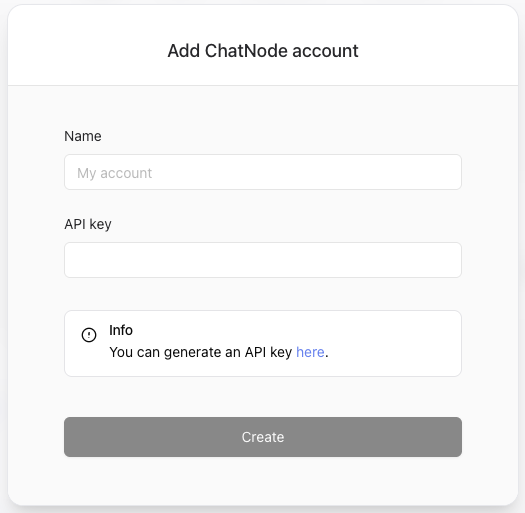 Add ChatNode account
Name
My account
API key
Info
You can generate an API key here.
Create